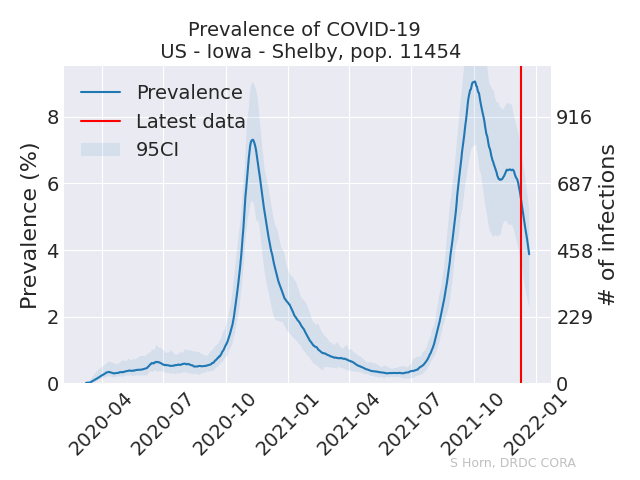 Prevalence of COVID-19
US - Iowa - Shelby, pop. 11454
Prevalence
Latest data
95CI
Prevalence (%)
8
6
4
2
0
916
687
458
229
0
# of infections
2020-04
2020-07
2020-10
2021-01
2021-04
2021-07
2021-10
2022-01
S Horn, DRDC CORA